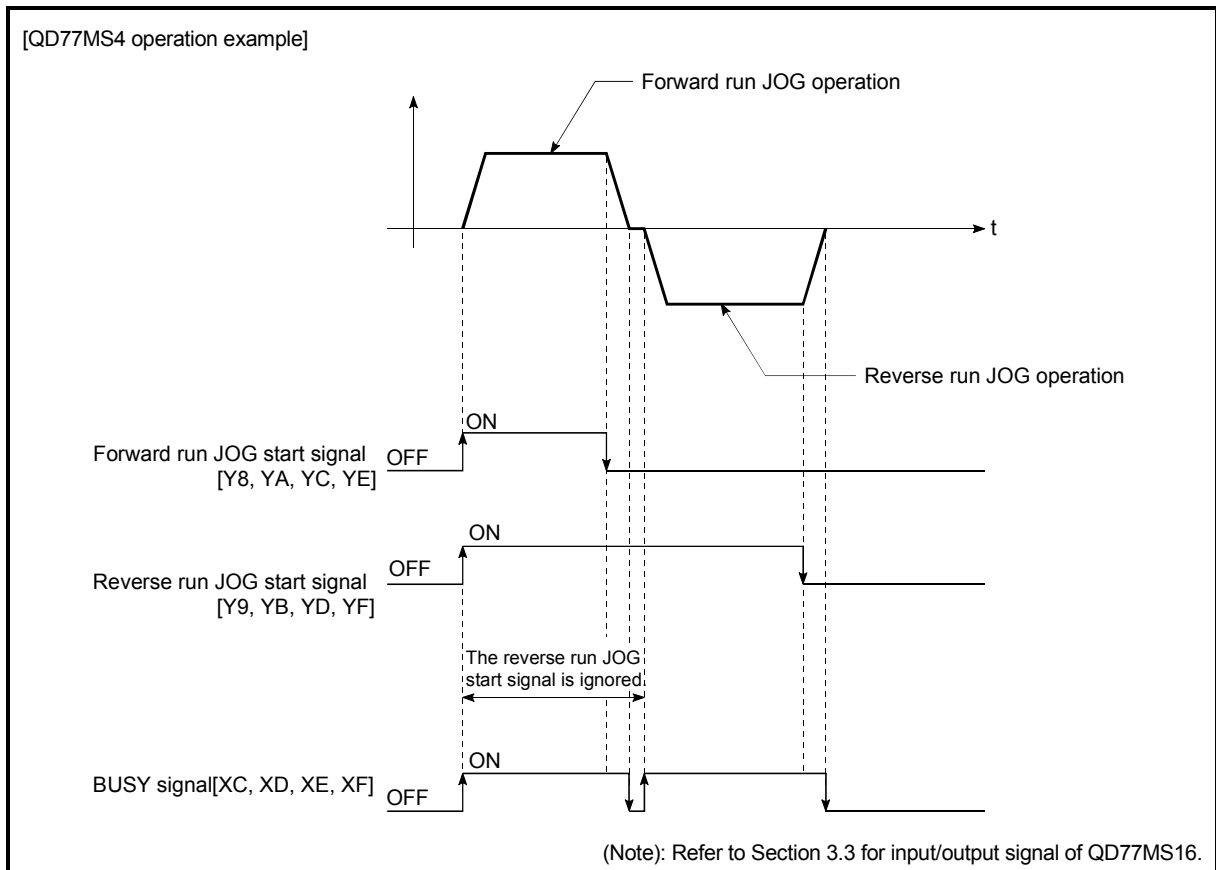 [QD77MS4 operation example]
Forward run JOG operation
t
Reverse run JOG operation
ON
Forward run JOG start signal
[Y8, YA, YC, YE]
OFF
ON
Reverse run JOG start signal
[Y9, YB, YD, YF]
OFF
The reverse run JOG
start signal is ignored.
ON
BUSY signal[XC, XD, XE, XF]
OFF
(Note): Refer to Section 3.3 for input/output signal of QD77MS16.